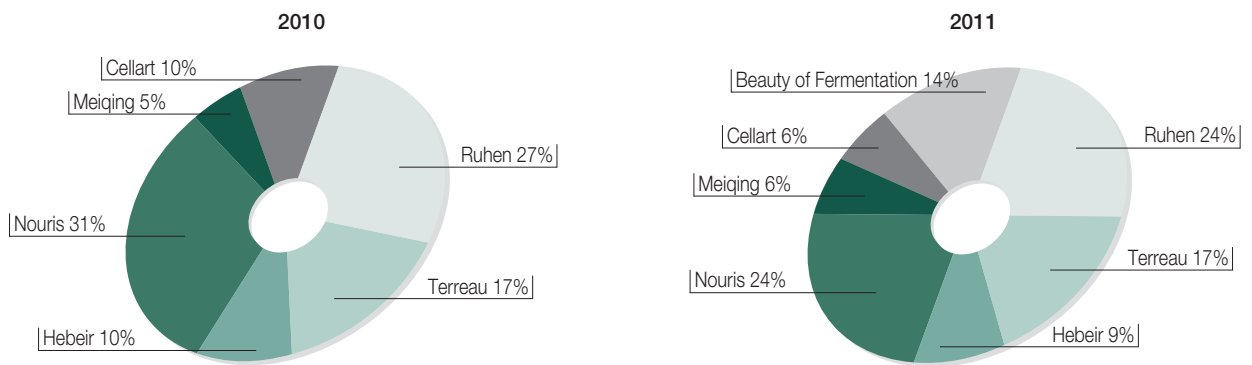 2010
Cellart 10%
Meiqing 5%
Ruhen 27%
Nouris 31%
Terreau 17%
Hebeir 10%
2011
Beauty of Fermentation 14%
Cellart 6%
Ruhen 24%
Meiqing 6%
Terreau 17%
Nouris 24%
Hebeir 9%